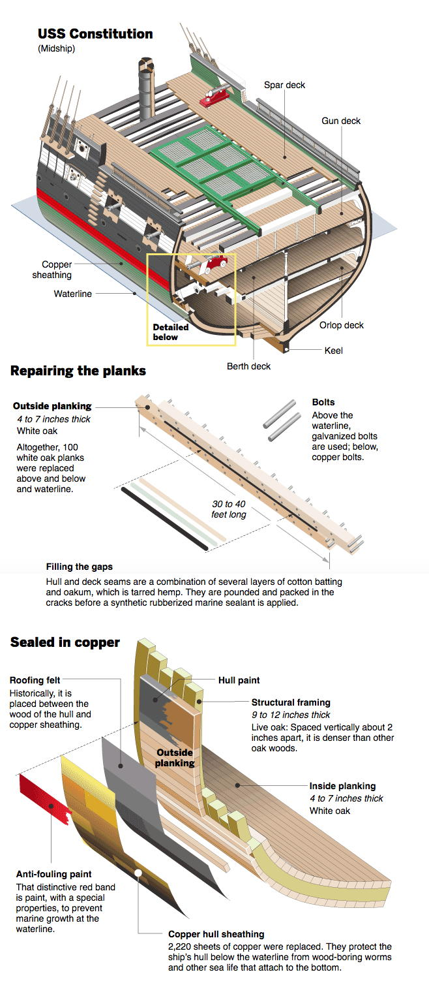 USS Constitution
(Midship)
Spar deck
Gun deck
Copper
sheathing
Waterline
Detailed
below
Orlop deck
Keel
Berth deck
Repairing the planks
Outside planking
4 to 7 inches thick
White oak
Altogether, 100
white oak planks
were replaced
above and below
and waterline.
Bolts
Above the
waterline,
galvanized bolts
are used; below,
copper bolts.
30 to 40
feet long
Filling the gaps
Hull and deck seams are a combination of several layers of cotton batting
and oakum, which is tarred hemp. They are pounded and packed in the
cracks before a synthetic rubberized marine sealant is applied.
Sealed in copper
Roofing felt
Historically, it is
placed between the
wood of the hull and
copper sheathing.
Hull paint
Structural framing
9 to 12 inches thick
Live oak: Spaced vertically about 2
inches apart, it is denser than other
oak woods.
Outside
planking
Inside planking
4 to 7 inches thick
White oak
Anti-fouling paint
That distinctive red band
is paint, with a special
properties, to prevent
marine growth at the
waterline.
Copper hull sheathing
2,220 sheets of copper were replaced. They protect the
ship's hull below the waterline from wood-boring worms
and other sea life that attach to the bottom.